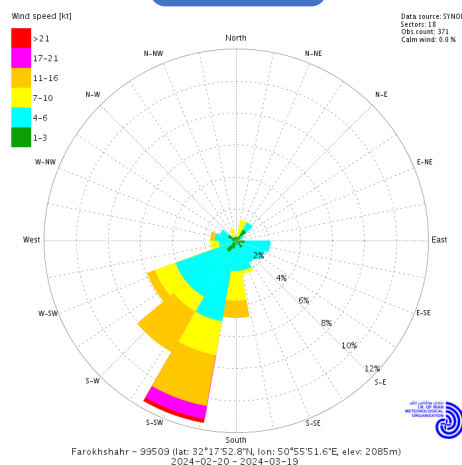 Wind speed [kt]
>21
17–21
11–16
7–10
4–6
1–3
Data source: SYNO
Sectors: 18
Obs.count: 371
Calm wind: 0.0 %
North
N–NW
N–NE
N–W
N–E
W–NW
E–NE
West
East
2%
4%
6%
8%
10%
12%
W–SW
E–SE
S–W
S–E
S–SW
S–SE
South
I.R. OF IRAN
METEOROLOGICAL
ORGANIZATION
Farokhshahr – 99509 (lat: 32°17'52.8"N, lon: 50°55'51.6"E, elev: 2085m)
2024–02–20 – 2024–03–19